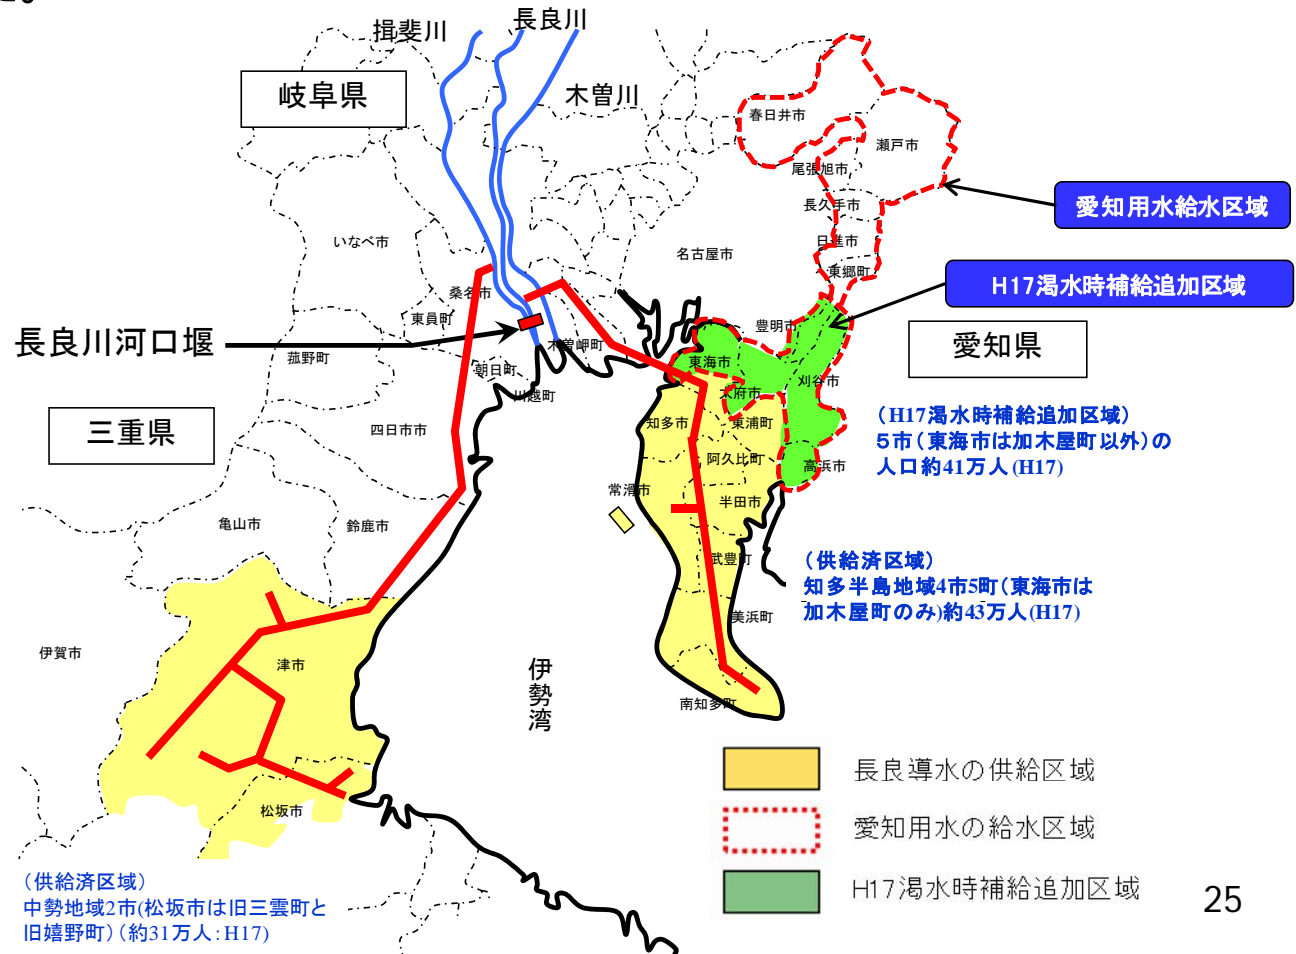 た。
揖斐川
長良川
岐阜県
木曽川
春日井市
瀬戸市
尾張旭市
長久手市
愛知用水給水区域
いなべ市
日進市
名古屋市
東郷町
H17渇水時補給追加区域
桑名市
東員町
豊明市
長良川河口堰
木曽岬町
愛知県
菰野町
朝日町
東海市
刈谷市
川越町
大府市
三重県
四日市市
知多市
東浦町
(H17渇水時補給追加区域)
5市(東海市は加木屋町以外)の
人口約41万人(H17)
阿久比町
高浜市
常滑市
半田市
亀山市
鈴鹿市
武豊町
(供給済区域)
知多半島地域4市5町(東海市は
加木屋町のみ)約43万人(H17)
美浜町
伊賀市
津市
伊勢湾
南知多町
長良導水の供給区域
松坂市
愛知用水の給水区域
H17渇水時補給追加区域
(供給済区域)
中勢地域2市(松坂市は旧三雲町と
旧嬉野町)(約31万人:H17)
25